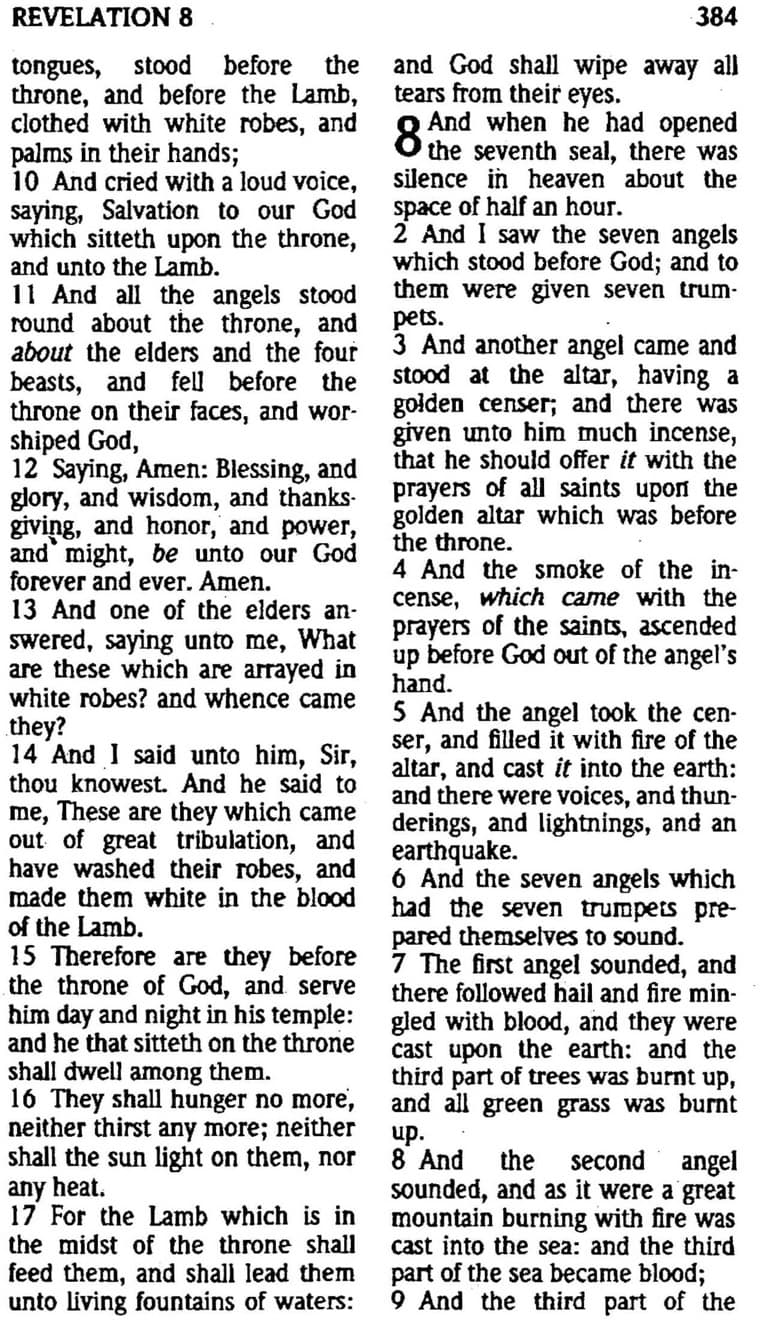 REVELATION 8
384
tongues, stood before the
throne, and before the Lamb,
clothed with white robes, and
palms in their hands;
10 And cried with a loud voice,
saying, Salvation to our God
which sitteth upon the throne,
and unto the Lamb.
11 And all the angels stood
round about the throne, and
about the elders and the four
beasts, and fell before the
throne on their faces, and wor-
shiped God,
12 Saying, Amen: Blessing, and
glory, and wisdom, and thanks-
giving, and honor, and power,
and might, be unto our God
forever and ever. Amen.
13 And one of the elders an-
swered, saying unto me, What
are these which are arrayed in
white robes? and whence came
they?
14 And I said unto him, Sir,
thou knowest. And he said to
me, These are they which came
out of great tribulation, and
have washed their robes, and
made them white in the blood
of the Lamb.
15 Therefore are they before
the throne of God, and serve
him day and night in his temple:
and he that sitteth on the throne
shall dwell among them.
16 They shall hunger no more,
neither thirst any more; neither
shall the sun light on them, nor
any heat.
17 For the Lamb which is in
the midst of the throne shall
feed them, and shall lead them
unto living fountains of waters:
and God shall wipe away all
tears from their eyes.
8 And when he had opened
the seventh seal, there was
silence in heaven about the
space of half an hour.
2 And I saw the seven angels
which stood before God; and to
them were given seven trum-
pets.
3 And another angel came and
stood at the altar, having a
golden censer; and there was
given unto him much incense,
that he should offer it with the
prayers of all saints upon the
golden altar which was before
the throne.
4 And the smoke of the in-
cense, which came with the
prayers of the saints, ascended
up before God out of the angel's
hand.
5 And the angel took the cen-
ser, and filled it with fire of the
altar, and cast it into the earth:
and there were voices, and thun-
derings, and lightnings, and an
earthquake.
6 And the seven angels which
had the seven trumpets pre-
pared themselves to sound.
7 The first angel sounded, and
there followed hail and fire min-
gled with blood, and they were
cast upon the earth: and the
third part of trees was burnt up,
and all green grass was burnt
up.
8 And the second angel
sounded, and as it were a great
mountain burning with fire was
cast into the sea: and the third
part of the sea became blood;
9 And the third part of the